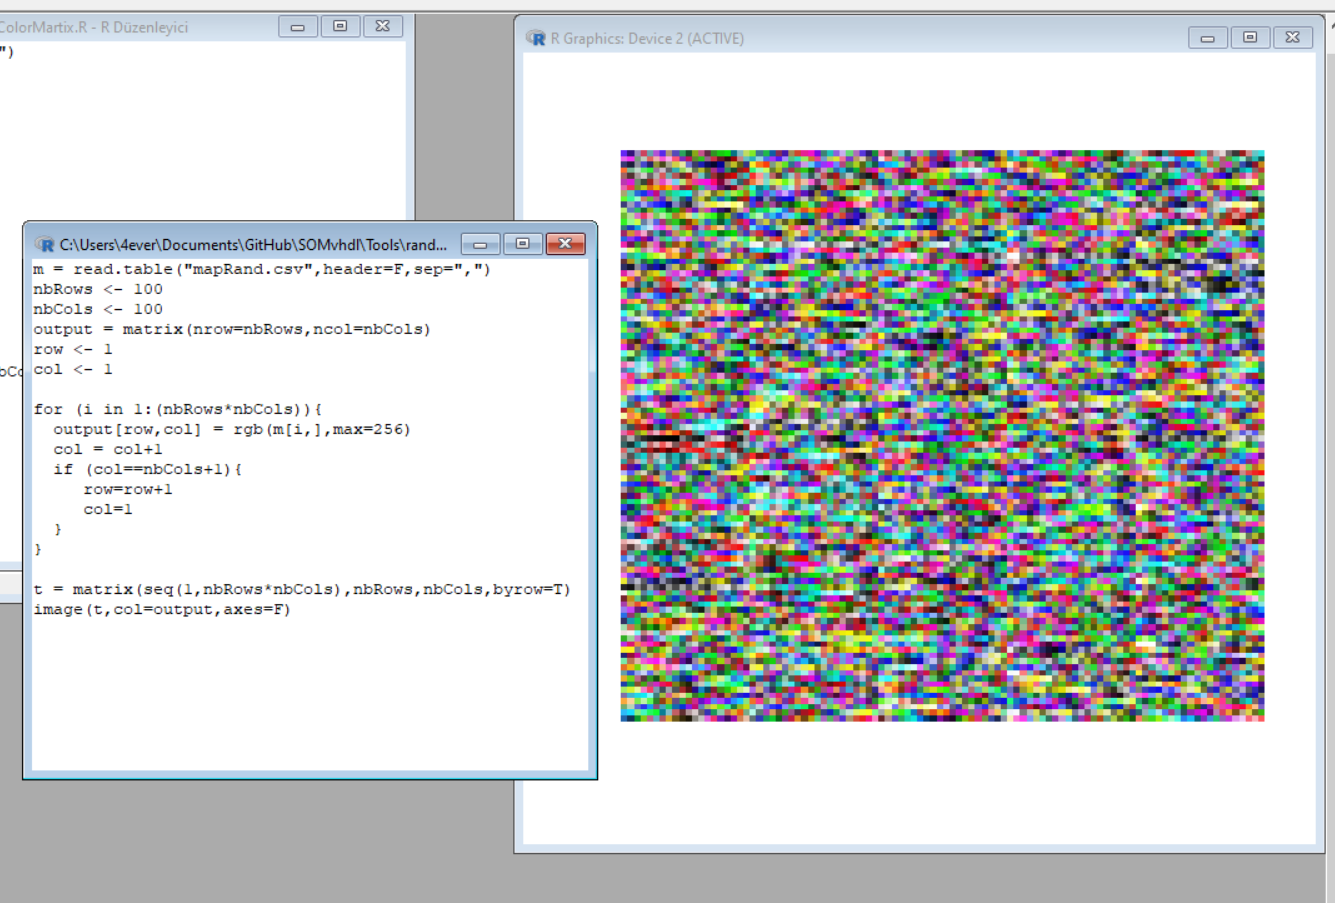 ColorMartix.R - R Düzenleyici
")
R Graphics: Device 2 (ACTIVE)
C:\Users\4ever\Documents\GitHub\SOMvhdl\Tools\rand...
m = read.table("mapRand.csv",header=F,sep=",")
nbRows <- 100
nbCols <- 100
output = matrix(nrow=nbRows,ncol=nbCols)
row <- 1
col <- 1
for (i in 1:(nbRows*nbCols)){
  output[row,col] = rgb(m[i,],max=256)
  col = col+1
  if (col==nbCols+1){
     row=row+1
     col=1
  }
}
t = matrix(seq(1,nbRows*nbCols),nbRows,nbCols,byrow=T)
image(t,col=output,axes=F)